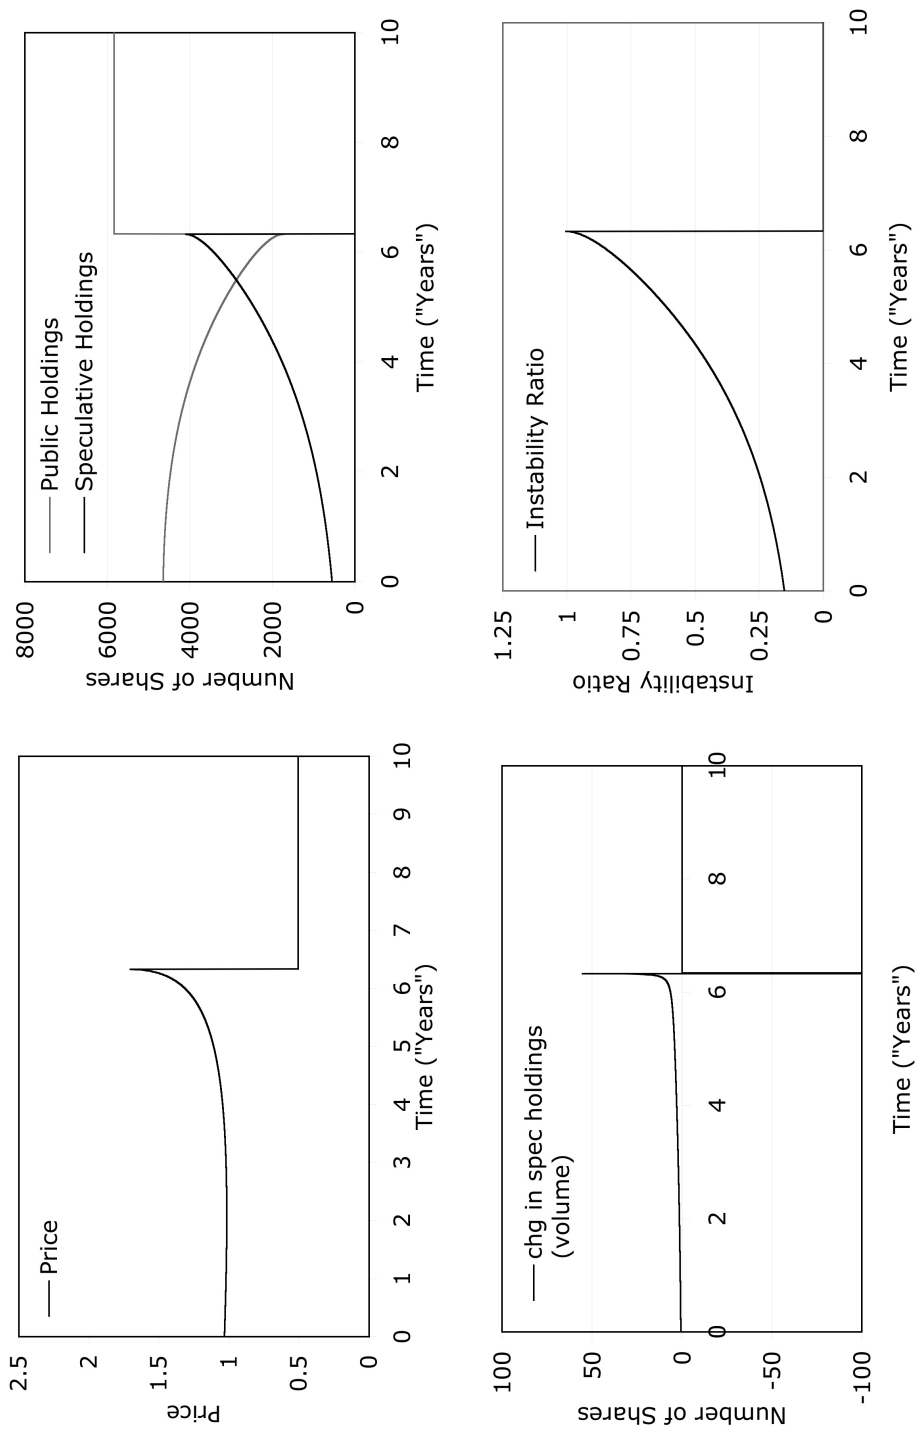 Price
2.5
2
1.5
1
0.5
0
Price
0 1 2 3 4 5 6 7 8 9 10
Time ("Years")
Public Holdings
Speculative Holdings
8000
6000
4000
2000
0
Number of Shares
0 2 4 6 8 10
Time ("Years")
chg in spec holdings
(volume)
100
50
0
-50
-100
Number of Shares
0 2 4 6 8 10
Time ("Years")
Instability Ratio
1.25
1
0.75
0.5
0.25
0
Instability Ratio
0 2 4 6 8 10
Time ("Years")